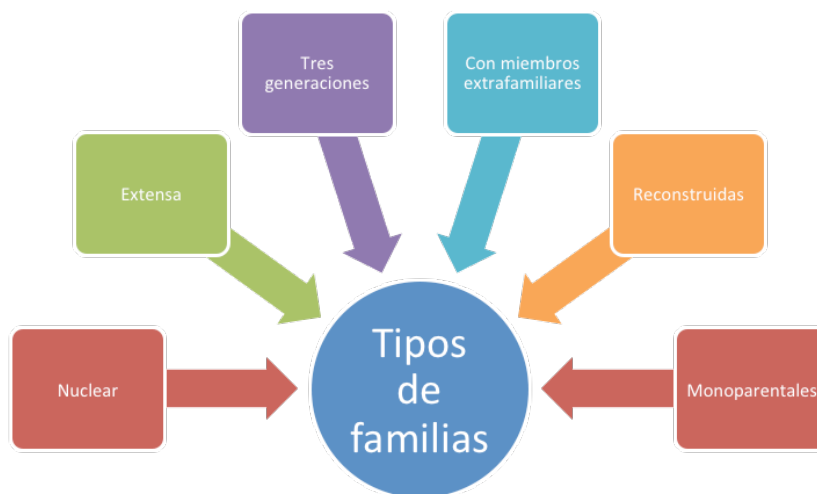 Tres
generaciones
Con miembros
extrafamiliares
Extensa
Reconstruidas
Nuclear
Tipos
de
familias
Monoparentales